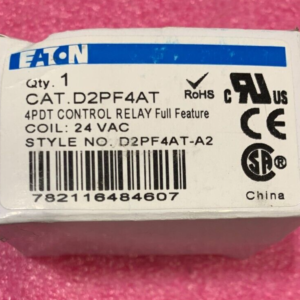 EATON
Qty. 1
CAT. D2PF4AT
RoHS
4PDT CONTROL RELAY Full Feature
COIL: 24 VAC
STYLE NO. D2PF4AT-A2
782116484607
C UR US
CE
SA
China